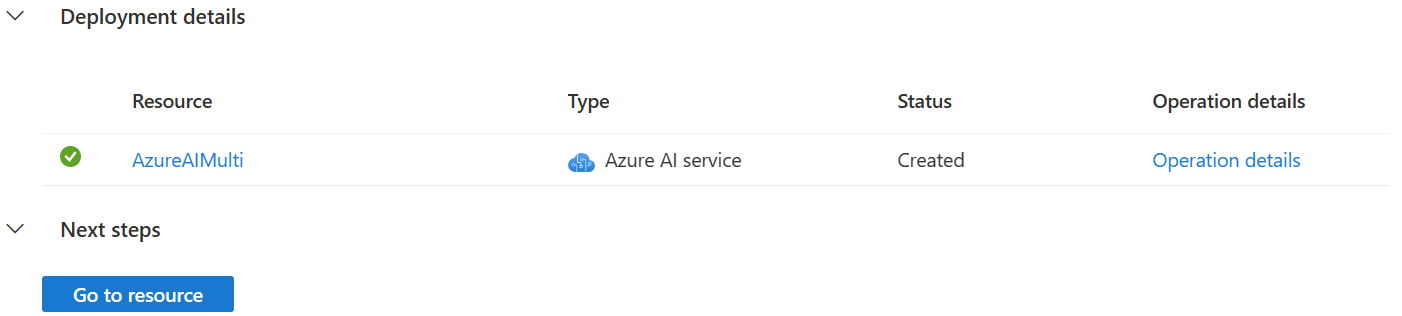 Deployment details
Resource Type Status Operation details
AzureAIMulti Azure AI service Created Operation details
Next steps
Go to resource